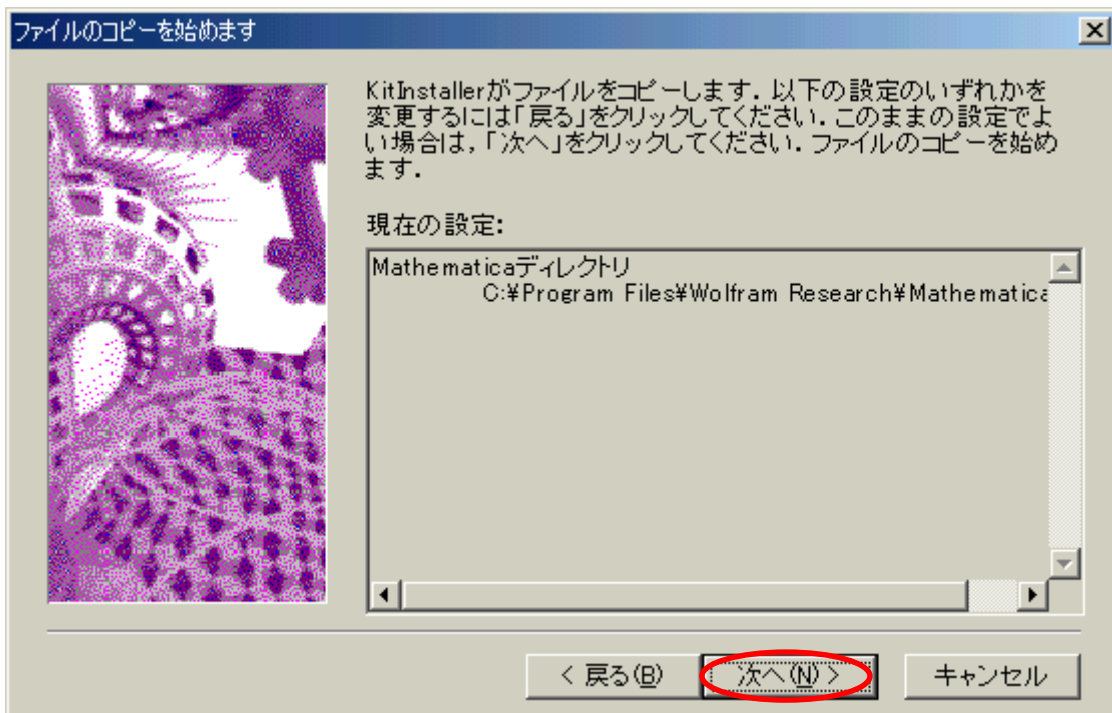 ファイルのコピーを始めます
KitInstallerがファイルをコピーします．以下の設定のいずれかを
変更するには「戻る」をクリックしてください．このままの設定でよ
い場合は，「次へ」をクリックしてください．ファイルのコピーを始め
ます．
現在の設定:
Mathematicaディレクトリ
C:¥Program Files¥Wolfram Research¥Mathematica
< 戻る(B)
次へ(N) >
キャンセル